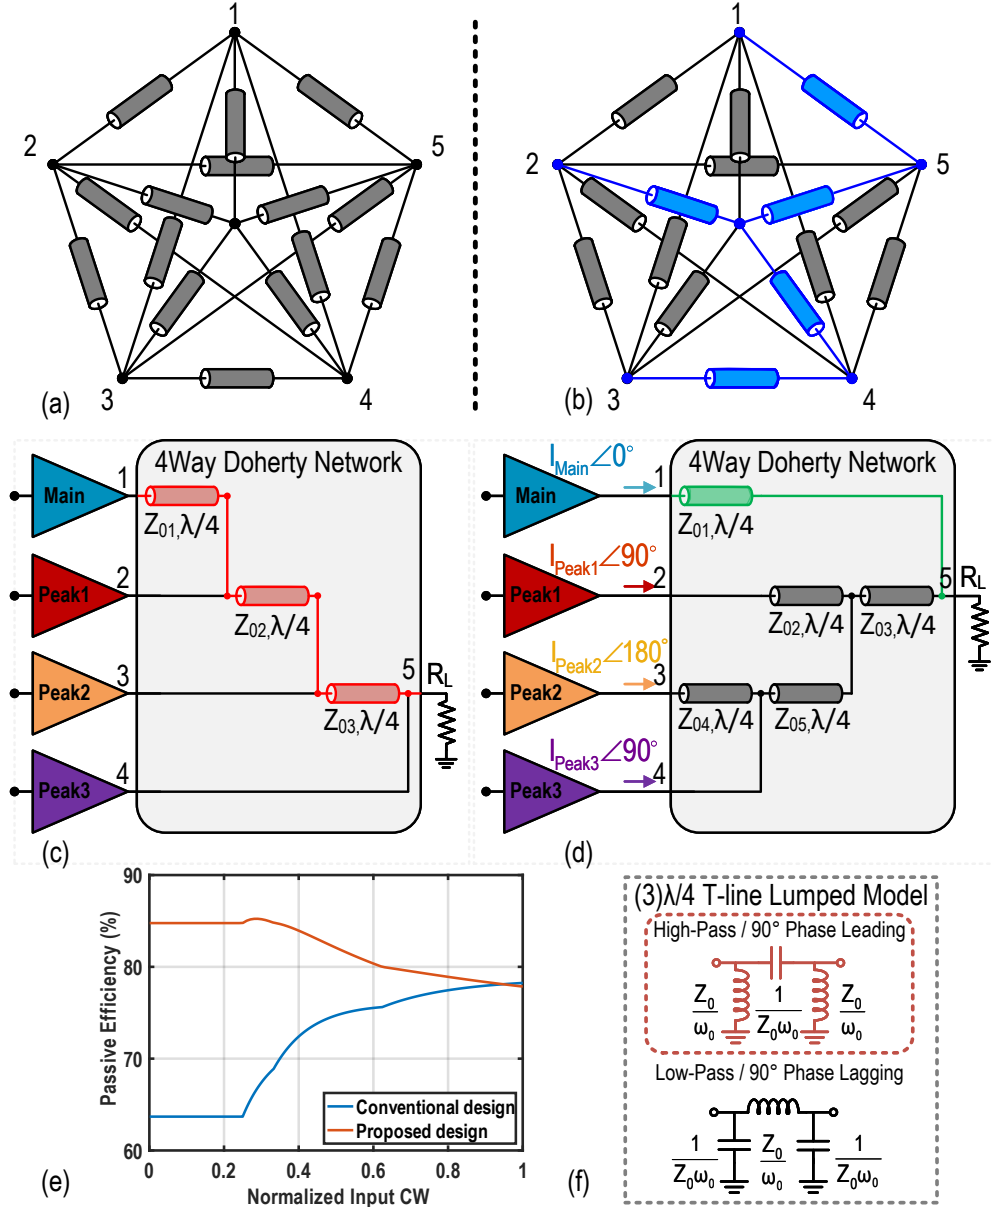 1
2
5
3
4
(a)
1
2
5
3
4
(b)
4Way Doherty Network
Main
1
Z01,λ/4
Peak1
2
Z02,λ/4
Peak2
3
5
RL
Z03,λ/4
Peak3
4
(c)
4Way Doherty Network
IMain∠0°
Main
1
Z01,λ/4
IPeak1∠90°
Peak1
2
5
RL
Z02,λ/4
Z03,λ/4
IPeak2∠180°
Peak2
3
Z04,λ/4
Z05,λ/4
IPeak3∠90°
Peak3
4
(d)
90
80
70
60
Passive Efficiency (%)
Conventional design
Proposed design
0
0.2
0.4
0.6
0.8
1
Normalized Input CW
(e)
(3)λ/4 T-line Lumped Model
High-Pass / 90° Phase Leading
Z0
ω0
1
Z0ω0
Z0
ω0
Low-Pass / 90° Phase Lagging
1
Z0ω0
Z0
ω0
1
Z0ω0
(f)